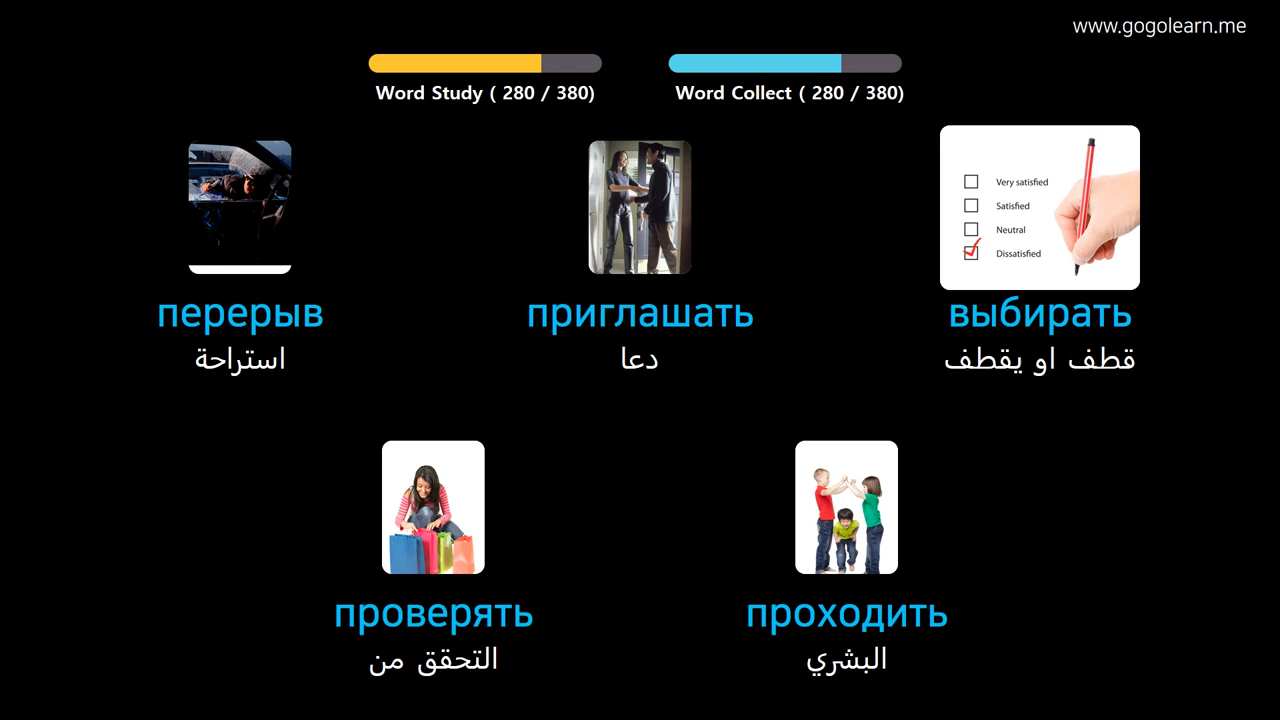 www.gogolearn.me
Word Study ( 280 / 380)
Word Collect ( 280 / 380)
Very satisfied
Satisfied
Neutral
Dissatisfied
перерыв
استراحة
приглашать
دعا
выбирать
قطف او يقطف
проверять
التحقق من
проходить
البشري